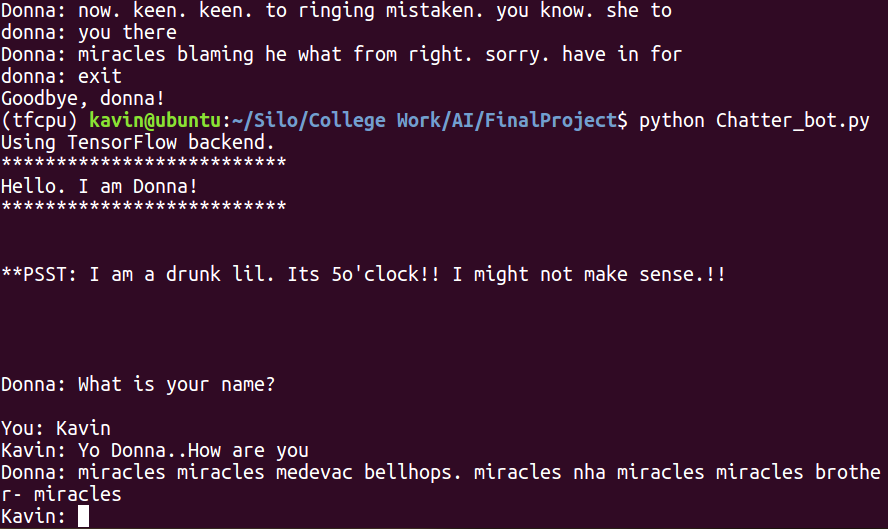 Donna: now. keen. keen. to ringing mistaken. you know. she to
donna: you there
Donna: miracles blaming he what from right. sorry. have in for
donna: exit
Goodbye, donna!
(tfcpu) kavin@ubuntu:~/Silo/College Work/AI/FinalProject$ python Chatter_bot.py
Using TensorFlow backend.
**************************
Hello. I am Donna!
**************************
**PSST: I am a drunk lil. Its 5o'clock!! I might not make sense.!!
Donna: What is your name?
You: Kavin
Kavin: Yo Donna..How are you
Donna: miracles miracles medevac bellhops. miracles nha miracles miracles brothe
r- miracles
Kavin: